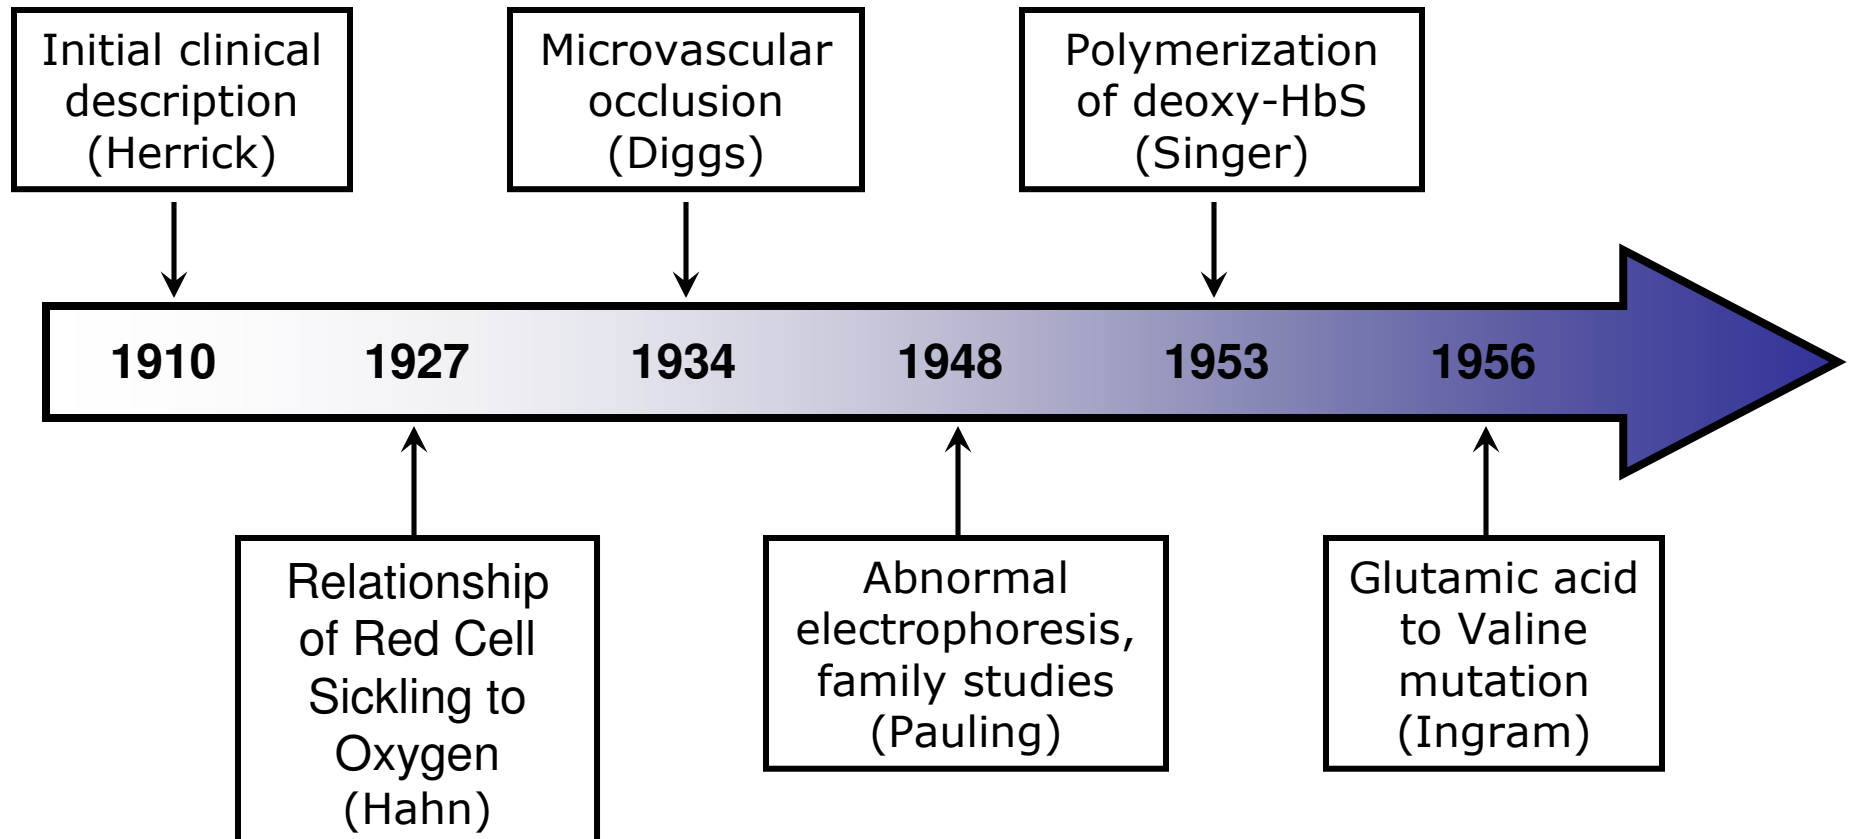 Initial clinical
description
(Herrick)
Microvascular
occlusion
(Diggs)
Polymerization
of deoxy-HbS
(Singer)
1910
1927
1934
1948
1953
1956
Relationship
of Red Cell
Sickling to
Oxygen
(Hahn)
Abnormal
electrophoresis,
family studies
(Pauling)
Glutamic acid
to Valine
mutation
(Ingram)